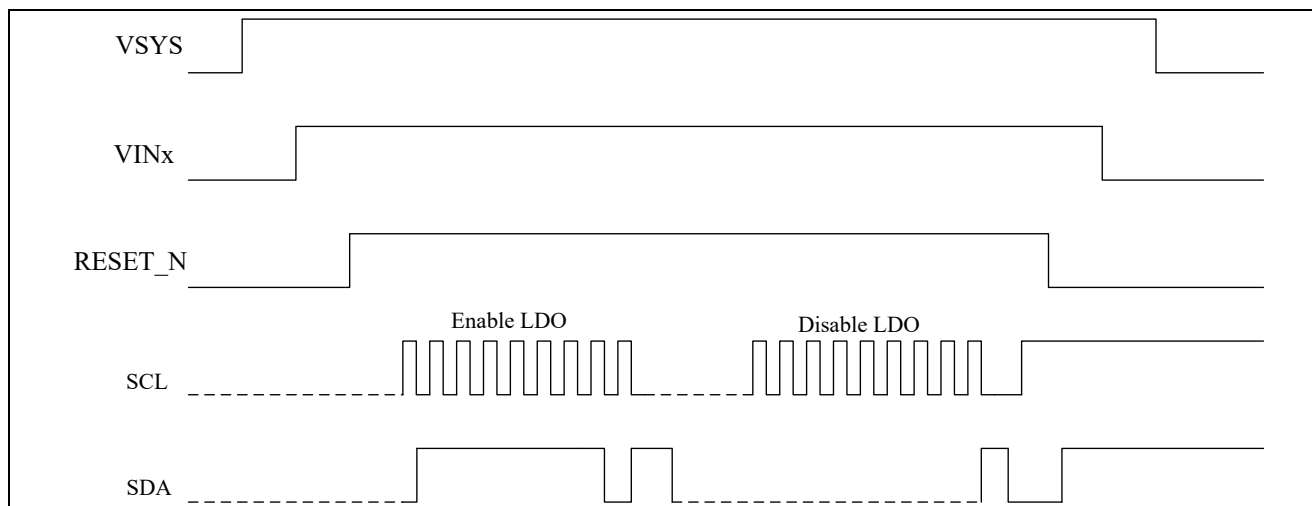 VSYS
VINx
RESET_N
Enable LDO
Disable LDO
SCL
SDA